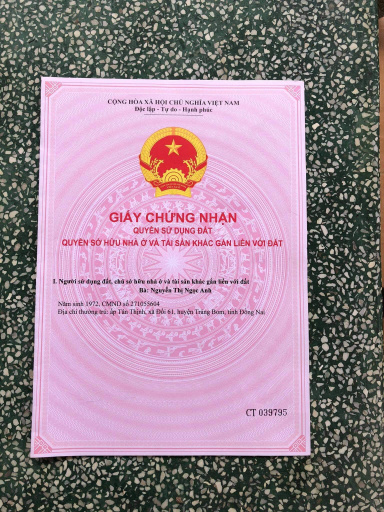 CỘNG HÒA XÃ HỘI CHỦ NGHĨA VIỆT NAM
Độc lập - Tự do - Hạnh phúc
GIẤY CHỨNG NHẬN
QUYỀN SỬ DỤNG ĐẤT
QUYỀN SỞ HỮU NHÀ Ở VÀ TÀI SẢN KHÁC GẮN LIỀN VỚI ĐẤT
I. Người sử dụng đất, chủ sở hữu nhà ở và tài sản khác gắn liền với đất
Bà: Nguyễn Thị Ngọc Anh
Năm sinh 1972, CMND số 271055604
Địa chỉ thường trú: ấp Tân Thịnh, xã Đồi 61, huyện Trảng Bom, tỉnh Đồng Nai
CT 039795